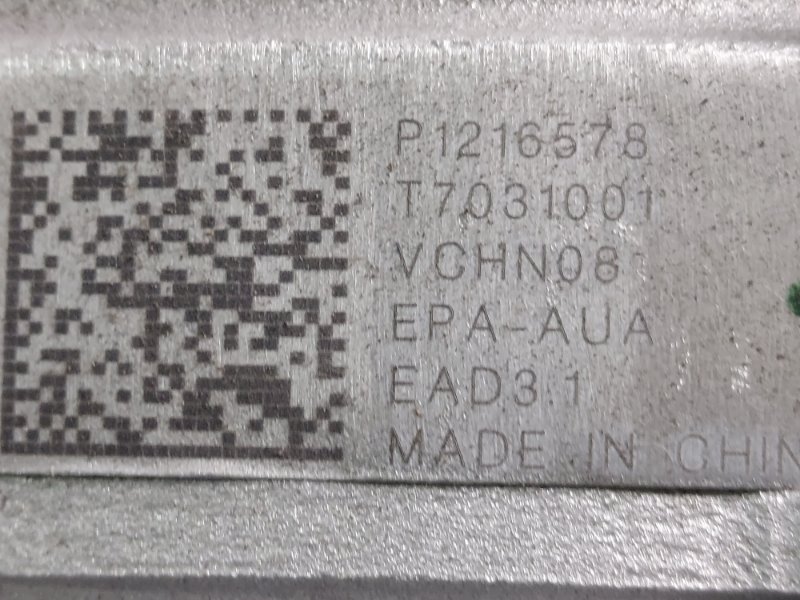 P1216578
T7031001
VCHN08
EPA-AUA
EAD3.1
MADE IN CHIN